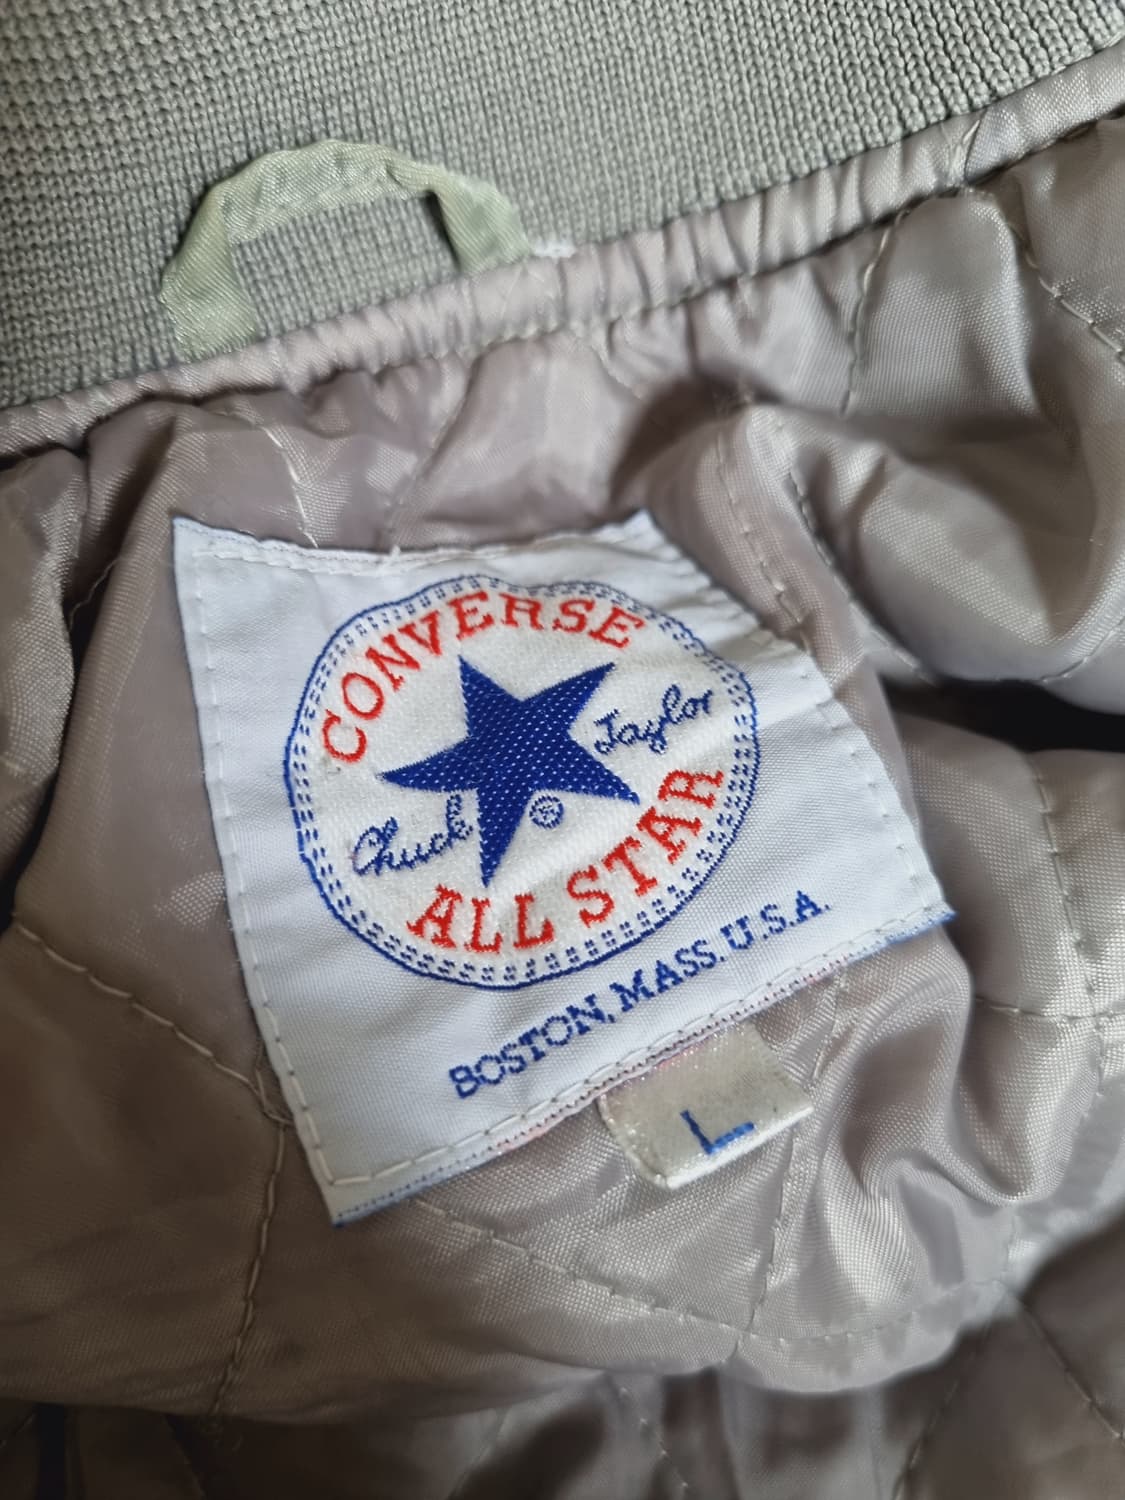 CONVERSE
Chuck Taylor
®
ALL STAR
BOSTON, MASS. U.S.A.
L